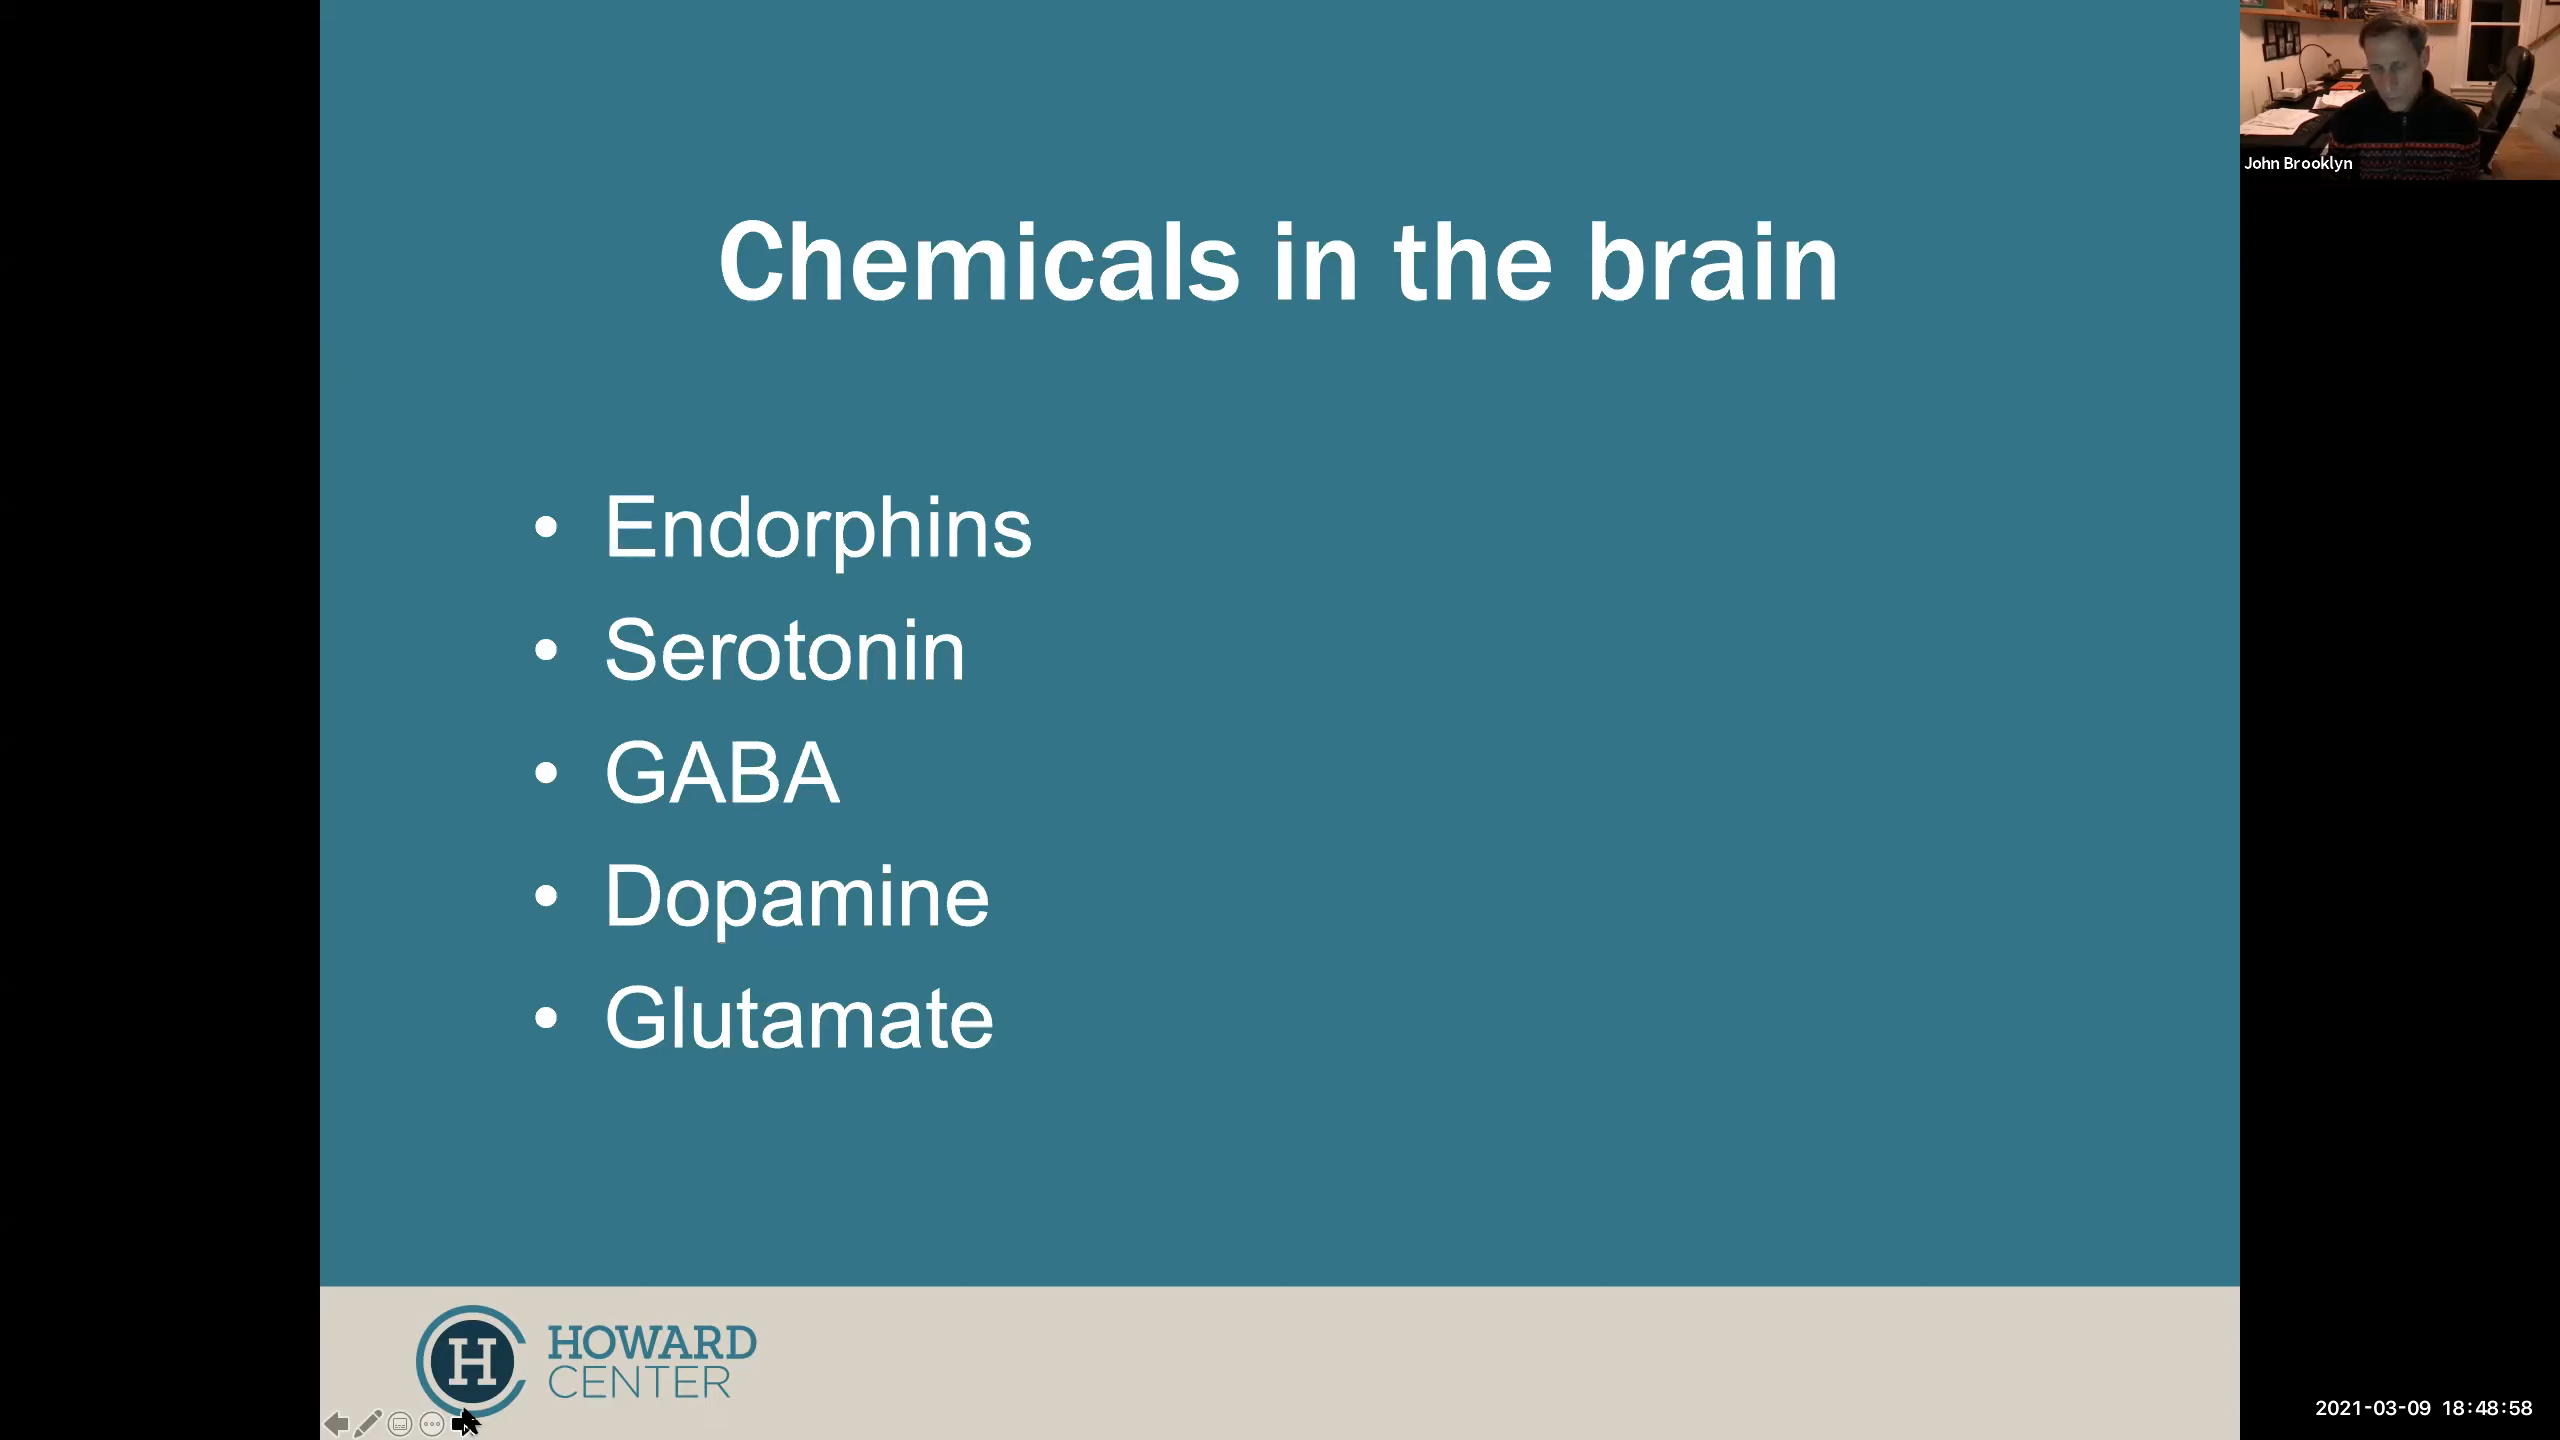 Chemicals in the brain
• Endorphins
• Serotonin
• GABA
• Dopamine
• Glutamate
H
HOWARD
CENTER
John Brooklyn
2021-03-09 18:48:58